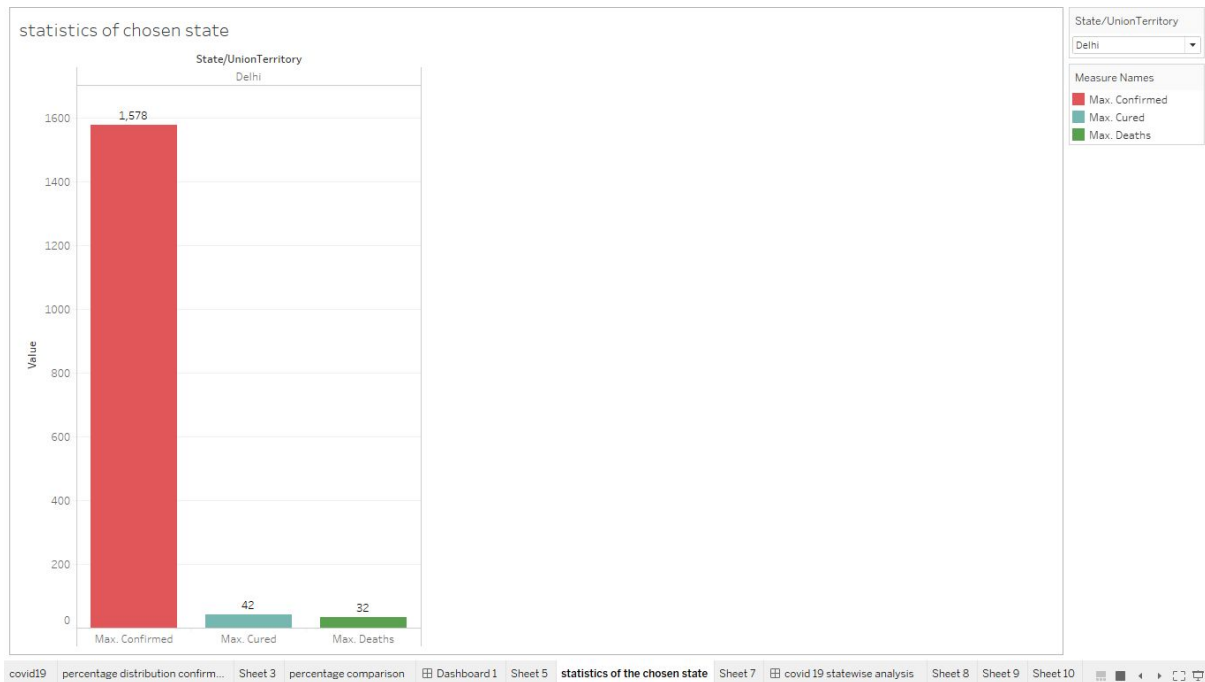 statistics of chosen state
State/UnionTerritory
Delhi
1600
1400
1200
1000
800
600
400
200
0
Value
1,578
42
32
Max. Confirmed
Max. Cured
Max. Deaths
State/UnionTerritory
Delhi
Measure Names
Max. Confirmed
Max. Cured
Max. Deaths
covid19 percentage distribution confirm... Sheet 3 percentage comparison Dashboard 1 Sheet 5 statistics of the chosen state Sheet 7 covid 19 statewise analysis Sheet 8 Sheet 9 Sheet 10